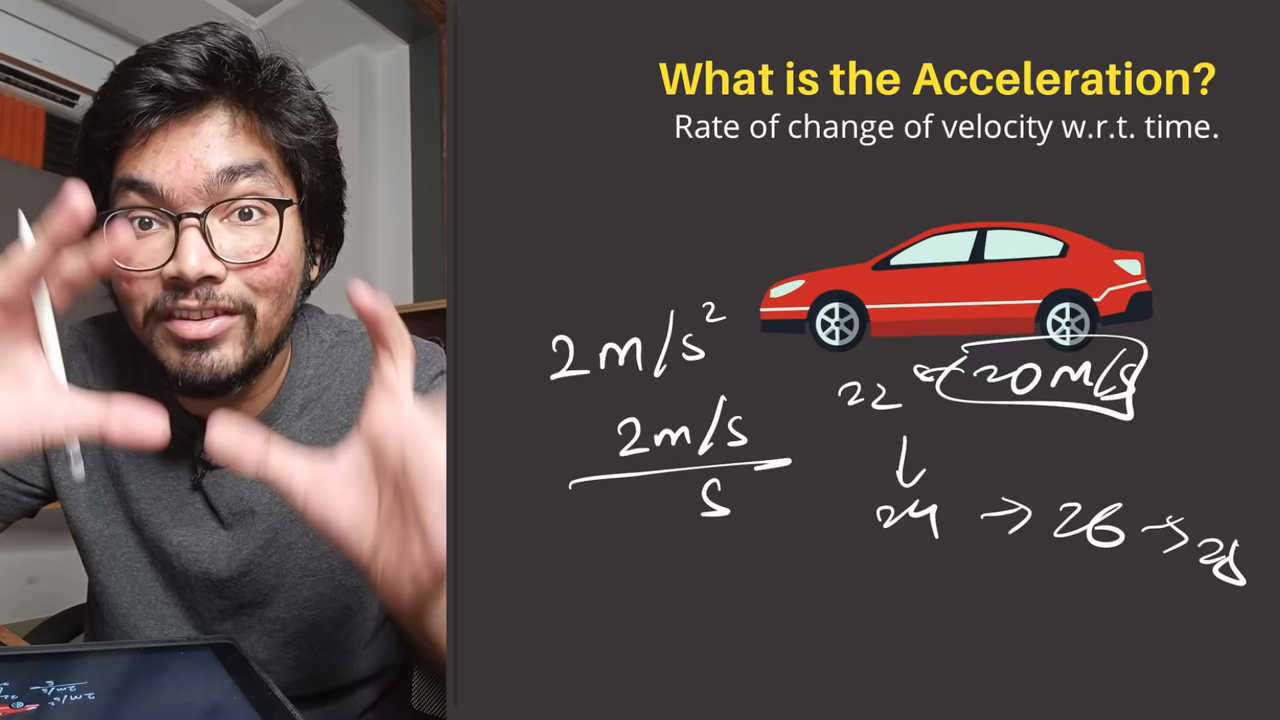 What is the Acceleration?
Rate of change of velocity w.r.t. time.
2m/s²
2m/s
s
22 ← 20m/s
↓
24 → 26 → 28